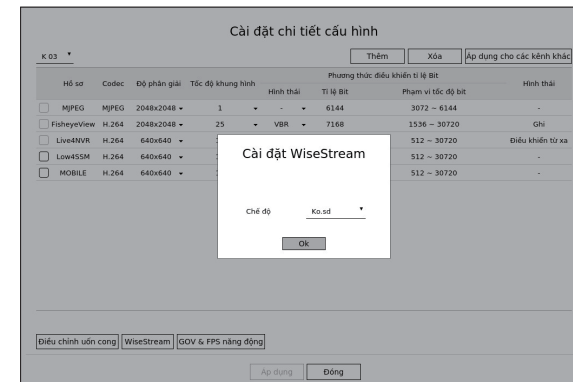 Cài đặt chi tiết cấu hình
K 03
Thêm
Xóa
Áp dụng cho các kênh khác
Hồ sơ Codec Độ phân giải Tốc độ khung hình Phương thức điều khiển tỉ lệ Bit Hình thái
Hình thái Tỉ lệ Bit Phạm vi tốc độ bit
MJPEG MJPEG 2048x2048 1 - 6144 3072 ~ 6144 -
FisheyeView H.264 2048x2048 25 VBR 7168 1536 ~ 30720 Ghi
Live4NVR H.264 640x640 512 ~ 30720 Điều khiển từ xa
Low4SSM H.264 640x640 512 ~ 30720 -
MOBILE H.264 640x640 512 ~ 30720 -
Cài đặt WiseStream
Chế độ Ko.sd
Ok
Điều chỉnh uốn cong
WiseStream
GOV & FPS năng động
Áp dụng
Đóng